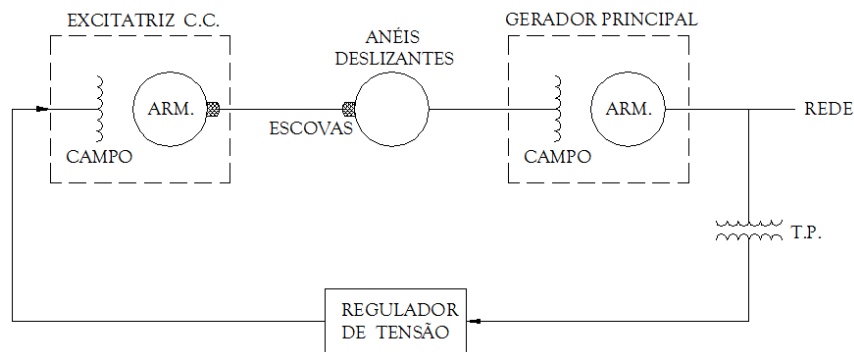 EXCITATRIZ C.C.
ANÉIS
DESLIZANTES
GERADOR PRINCIPAL
ARM.
ESCOVAS
CAMPO
ARM.
CAMPO
REDE
T.P.
REGULADOR
DE TENSÃO